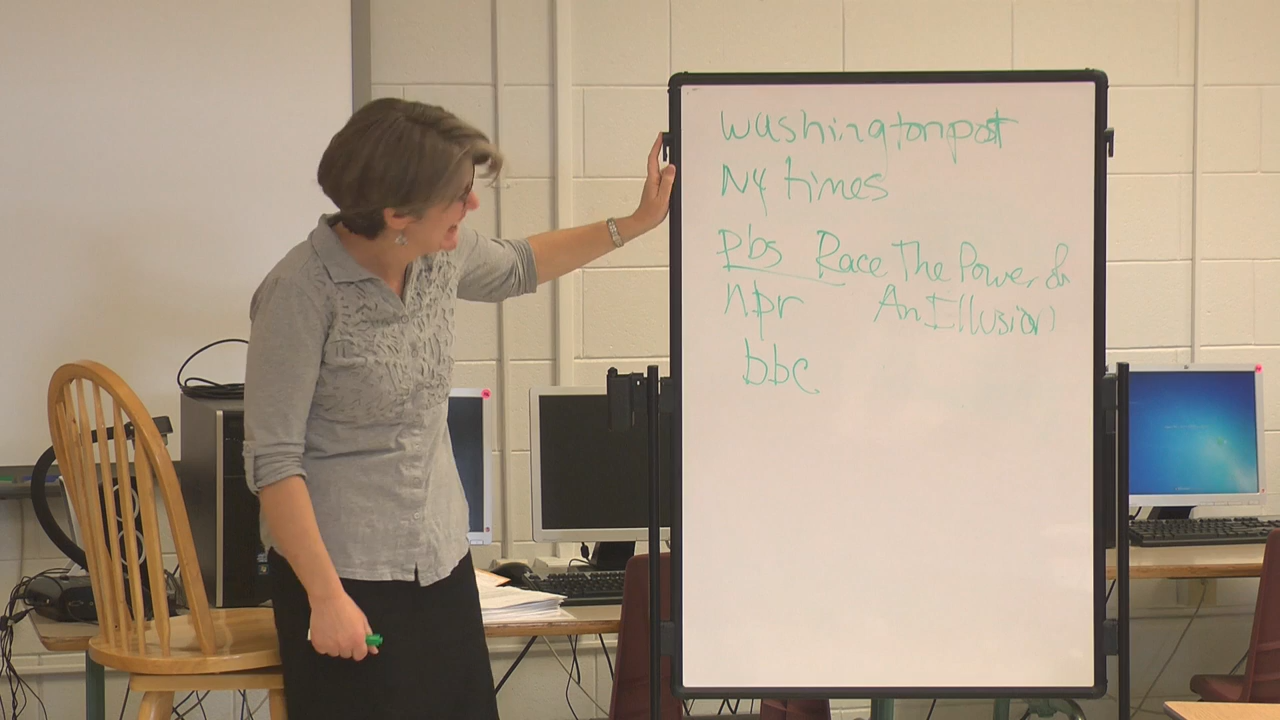 washingtonpost
NY times
pbs Race The Power of
npr An Illusion
bbc